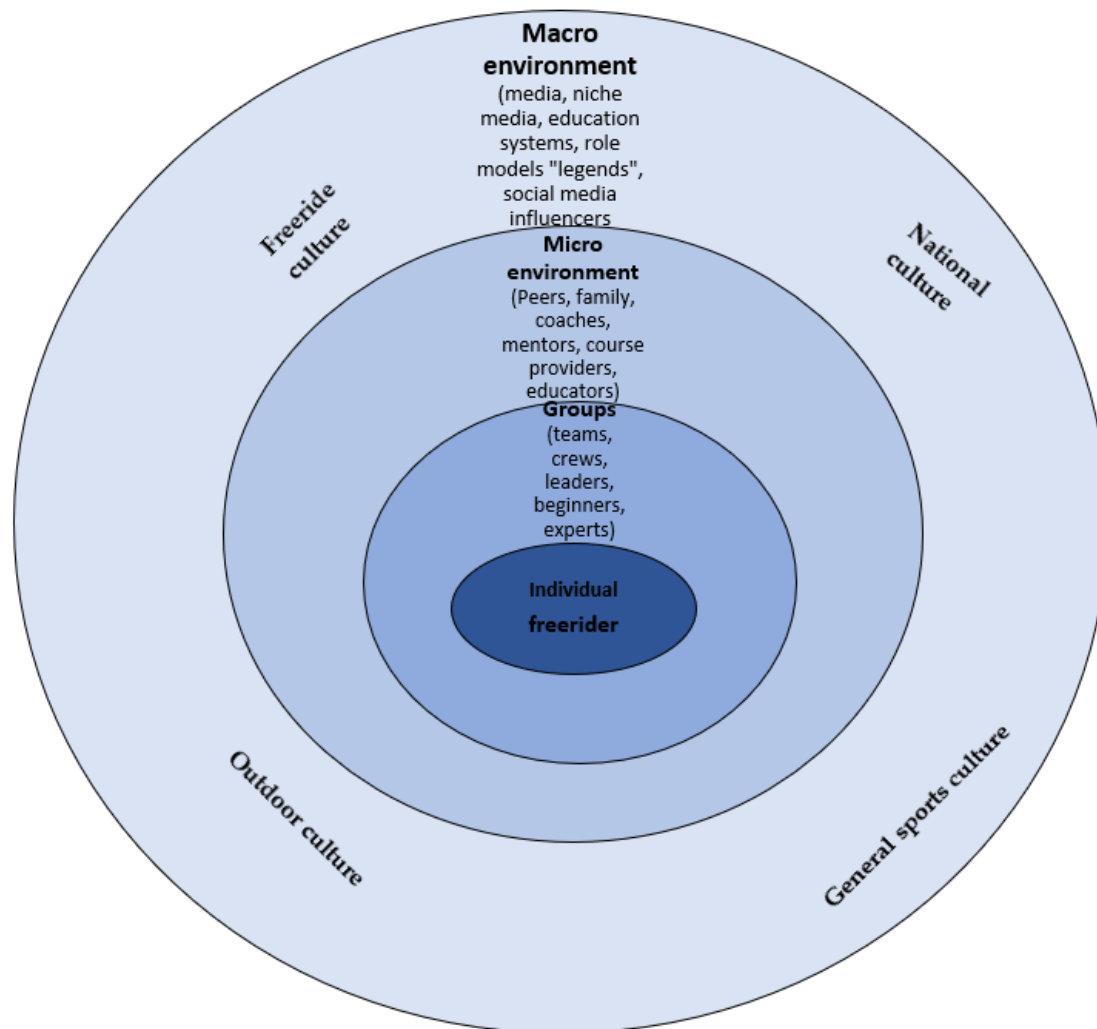 Macro
environment
(media, niche
media, education
systems, role
models "legends",
social media
influencers
Freeride
culture
National
culture
Micro
environment
(Peers, family,
coaches,
mentors, course
providers,
educators)
Groups
(teams,
crews,
leaders,
beginners,
experts)
Individual
freerider
Outdoor culture
General sports culture